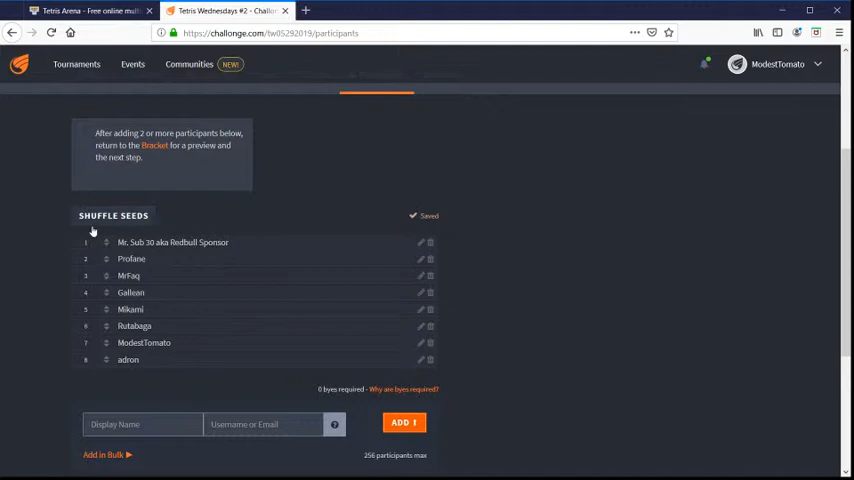 Tetris Arena - Free online mult
Tetris Wednesdays #2 - Challon
https://challonge.com/tw05292019/participants
Tournaments
Events
Communities
NEW!
ModestTomato
After adding 2 or more participants below,
return to the Bracket for a preview and
the next step.
SHUFFLE SEEDS
Saved
1 Mr. Sub 30 aka Redbull Sponsor
2 Profane
3 MrFaq
4 Gallean
5 Mikami
6 Rutabaga
7 ModestTomato
8 adron
0 byes required - Why are byes required?
Display Name
Username or Email
?
ADD
Add in Bulk
256 participants max